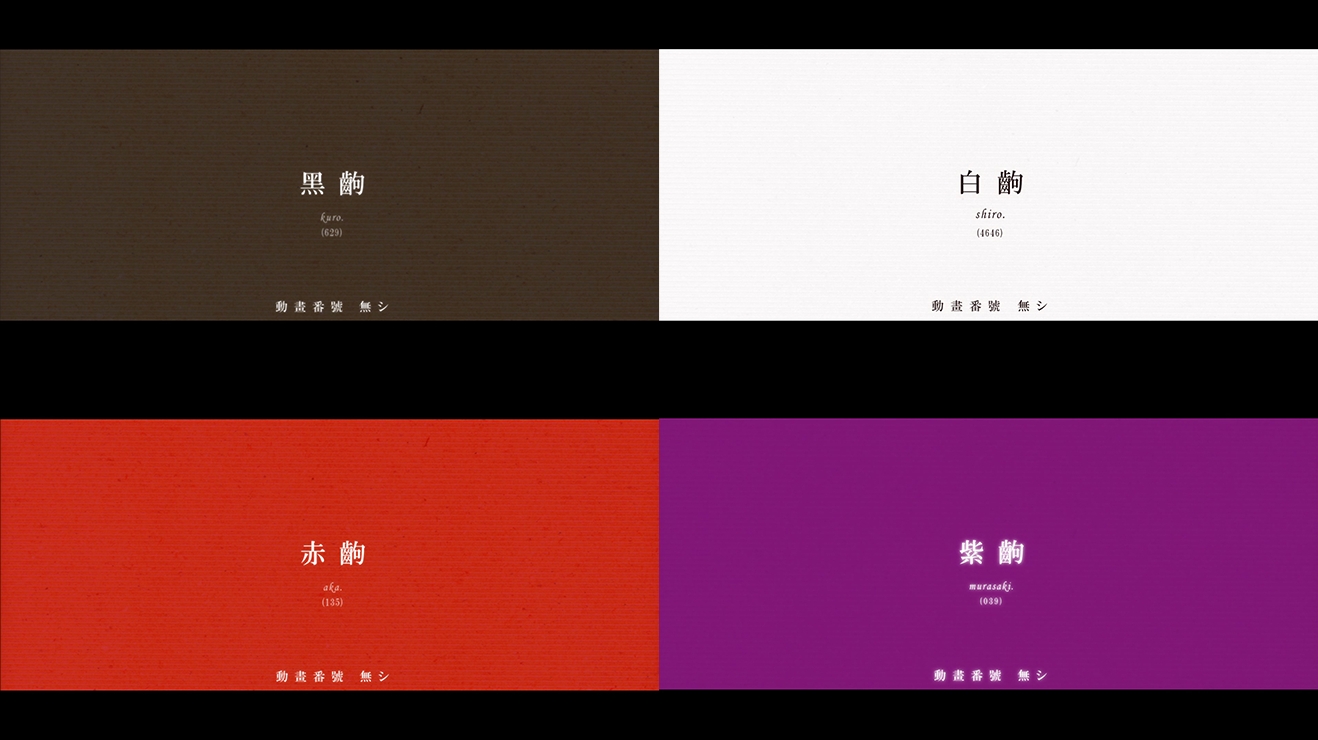 黑 齣
kuro.
(629)
動畫番號 無シ
白 齣
shiro.
(4646)
動畫番號 無シ
赤 齣
aka.
(135)
動畫番號 無シ
紫 齣
murasaki.
(039)
動畫番號 無シ